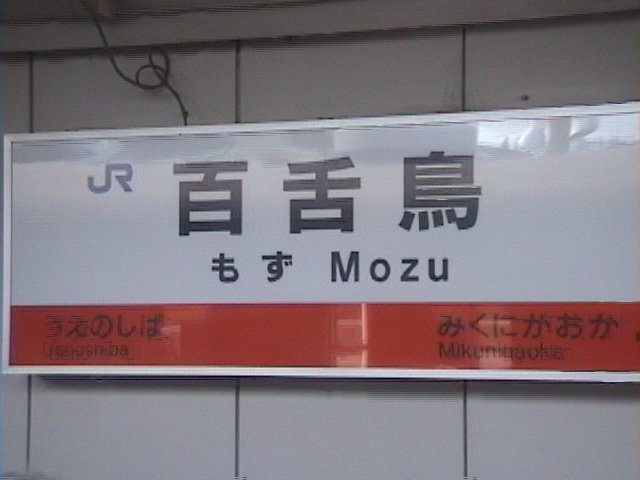 JR 百舌鳥
もず Mozu
うえのしば みくにがおか
Uenoshiba Mikunigaoka